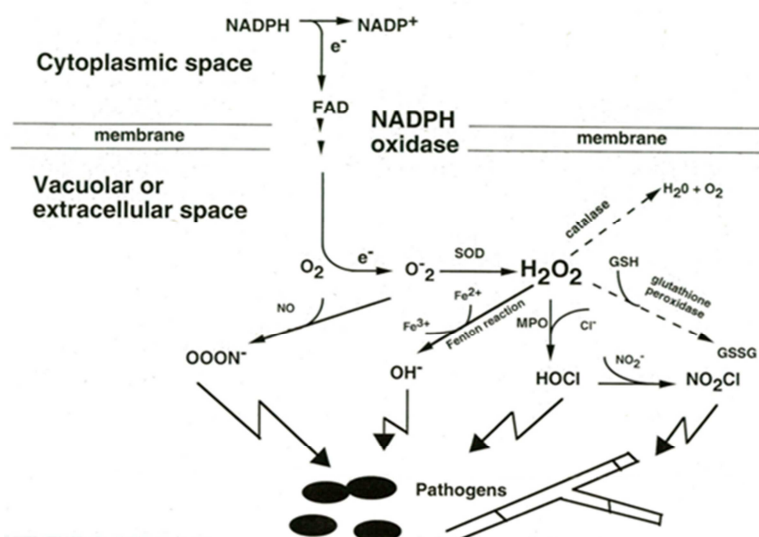 NADPH NADP⁺
e⁻
Cytoplasmic space
FAD
NADPH
oxidase
membrane membrane
Vacuolar or
extracellular space
H₂0 + O₂
catalase
O₂ e⁻ O⁻₂ SOD H₂O₂ GSH
glutathione
peroxidase
NO Fe²⁺
Fe³⁺ Fenton reaction MPO Cl⁻
OOON⁻ OH⁻ HOCl NO₂⁻ NO₂Cl GSSG
Pathogens